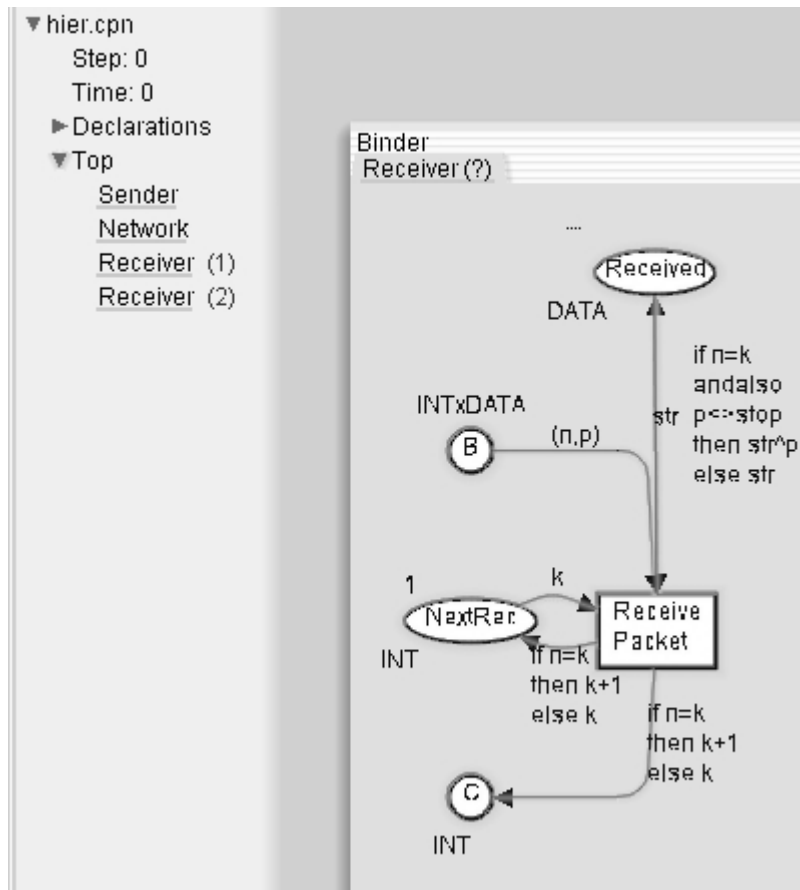 hier.cpn
Step: 0
Time: 0
Declarations
Top
Sender
Network
Receiver (1)
Receiver (2)
Binder
Receiver (?)
....
Received
DATA
if n=k
andalso
p<>stop
then str^p
else str
str
INTxDATA
B
(n,p)
1
k
NextRec
INT
Receive
Packet
if n=k
then k+1
else k
if n=k
then k+1
else k
C
INT